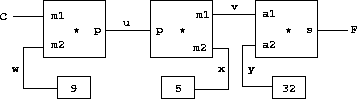 C m1 * p m2 u p * m1 m2 v a1 * s a2 F
w x y
9 5 32